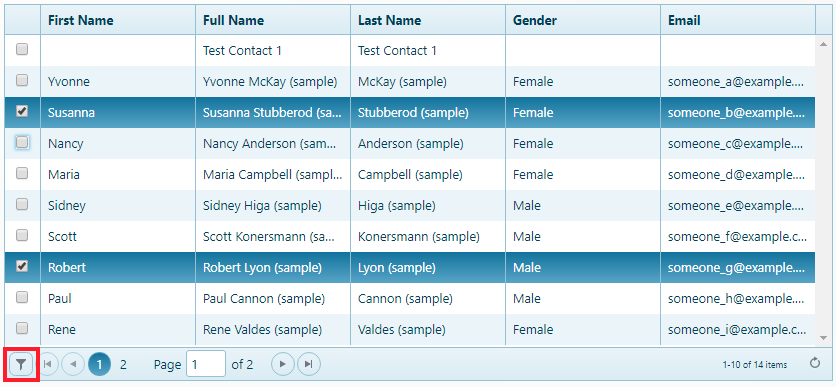 First Name Full Name Last Name Gender Email
Test Contact 1 Test Contact 1
Yvonne Yvonne McKay (sample) McKay (sample) Female someone_a@example....
Susanna Susanna Stubberod (sa... Stubberod (sample) Female someone_b@example....
Nancy Nancy Anderson (sam... Anderson (sample) Female someone_c@example....
Maria Maria Campbell (sampl... Campbell (sample) Female someone_d@example....
Sidney Sidney Higa (sample) Higa (sample) Male someone_e@example....
Scott Scott Konersmann (sa... Konersmann (sample) Male someone_f@example.c...
Robert Robert Lyon (sample) Lyon (sample) Male someone_g@example....
Paul Paul Cannon (sample) Cannon (sample) Male someone_h@example....
Rene Rene Valdes (sample) Valdes (sample) Female someone_i@example.c...
1 2 Page 1 of 2 1-10 of 14 items